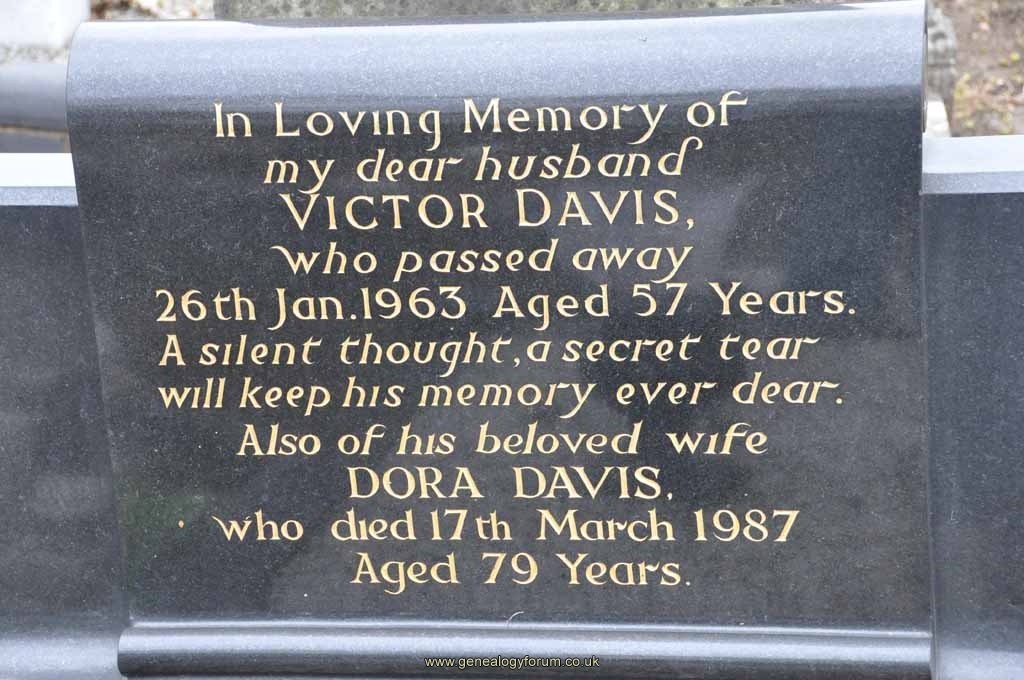 In Loving Memory of
my dear husband
VICTOR DAVIS,
who passed away
26th Jan.1963 Aged 57 Years.
A silent thought, a secret tear
will keep his memory ever dear.
Also of his beloved wife
DORA DAVIS.
who died 17th March 1987
Aged 79 Years.
www.genealogyforum.co.uk